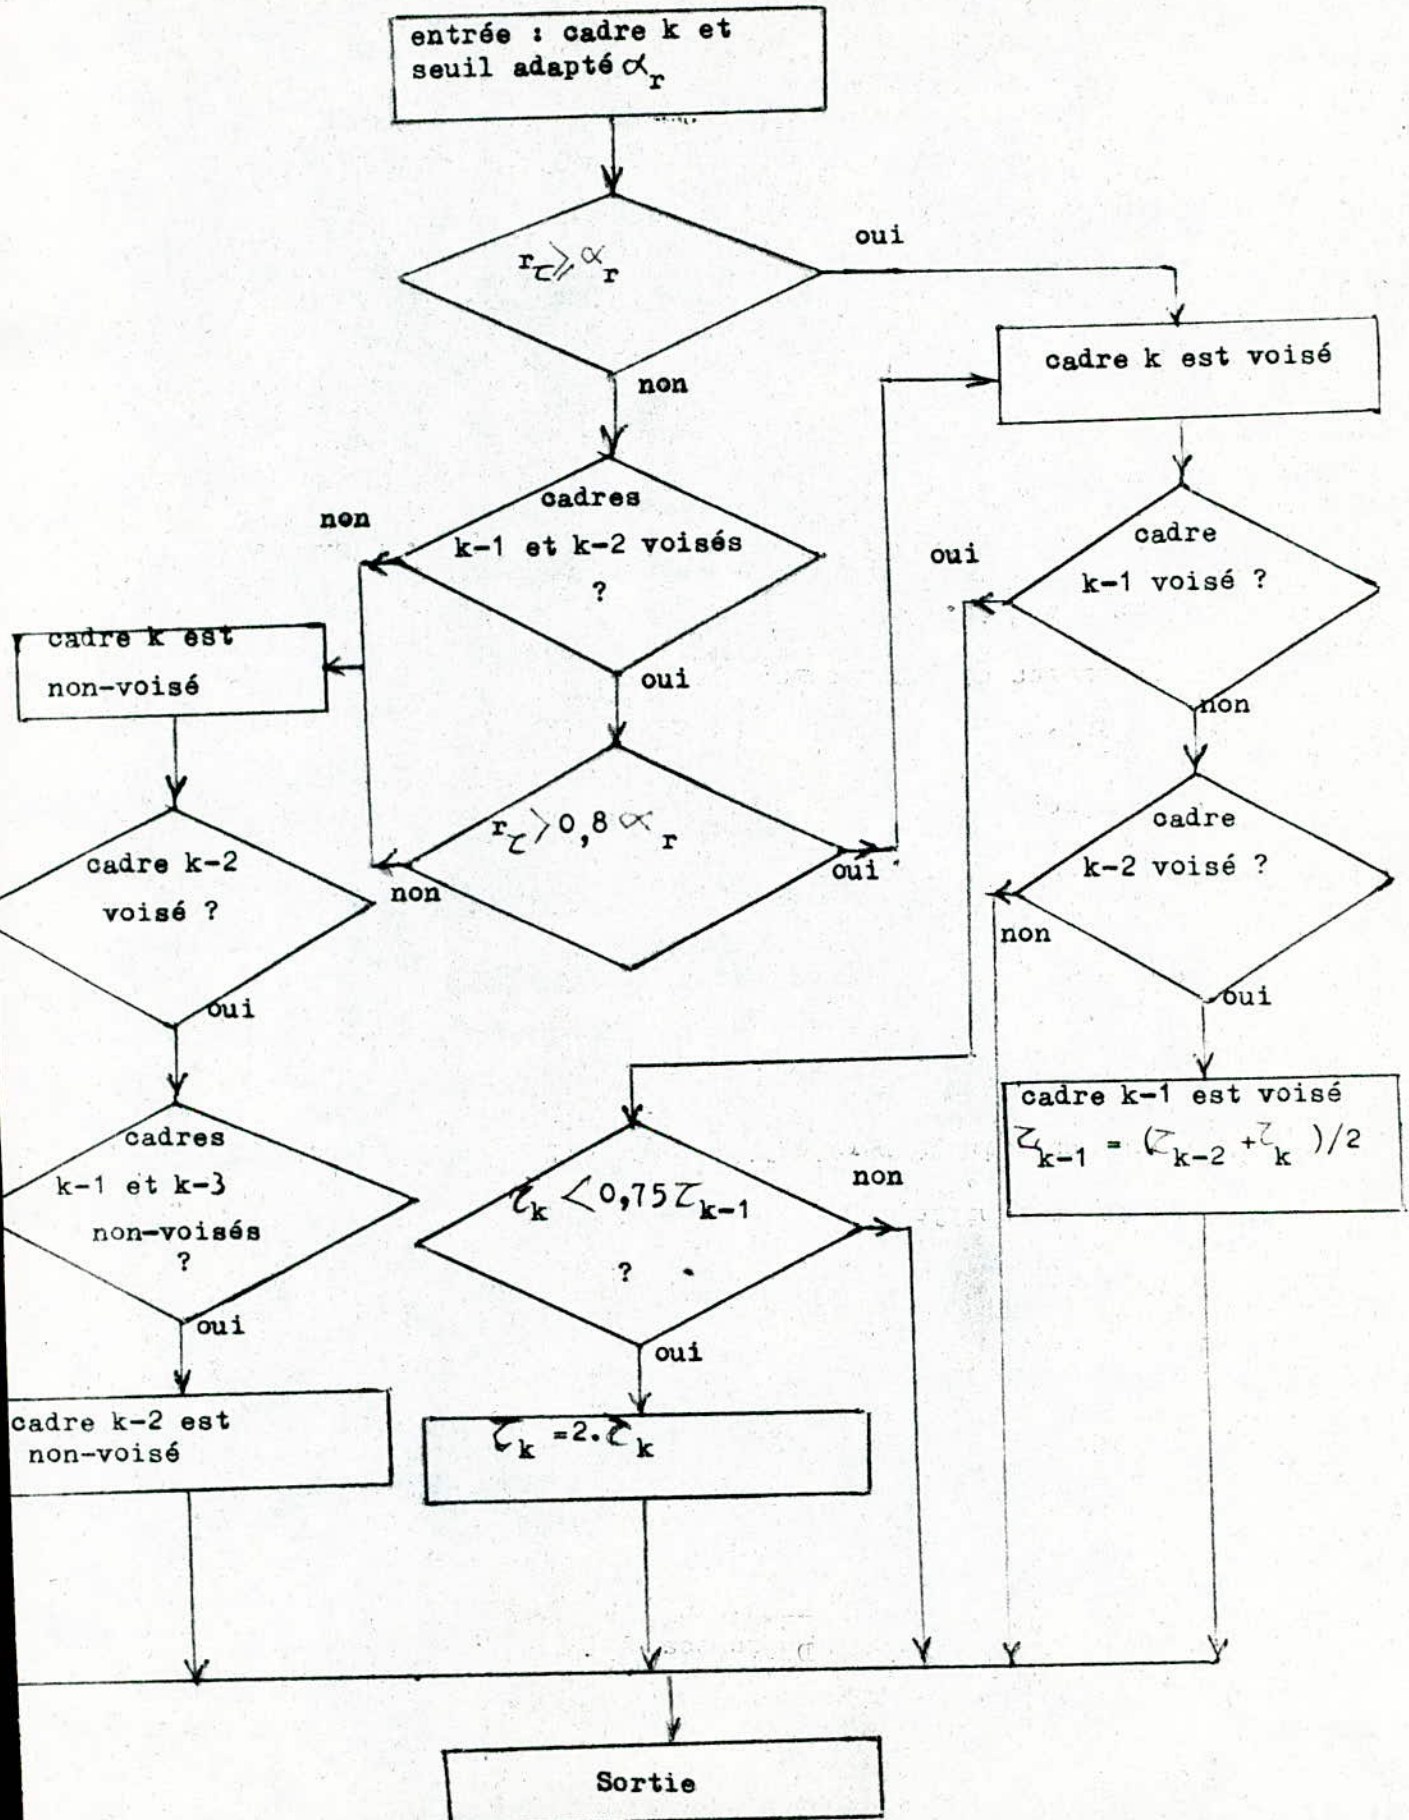 entrée : cadre k et
seuil adapté α_r
r_τ ⩾ α_r
oui
non
cadre k est voisé
cadres
k-1 et k-2 voisés
?
non
oui
cadre
k-1 voisé ?
oui
non
cadre k est
non-voisé
r_τ > 0,8 α_r
non
oui
cadre
k-2 voisé ?
non
oui
cadre k-2
voisé ?
oui
cadre k-1 est voisé
τ_k-1 = (τ_k-2 + τ_k )/2
cadres
k-1 et k-3
non-voisés
?
oui
τ_k < 0,75 τ_k-1
?
non
oui
cadre k-2 est
non-voisé
τ_k = 2. τ_k
Sortie